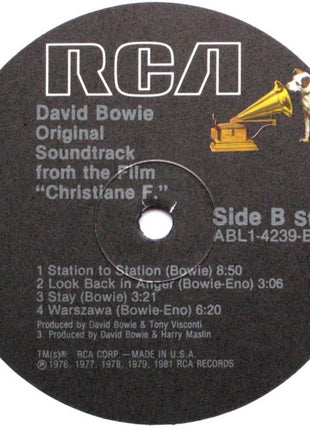 RCA
David Bowie
Original
Soundtrack
from the Film
"Christiane F."
Side B
ABL1-4239-B
1 Station to Station (Bowie) 8:50
2 Look Back in Anger (Bowie-Eno) 3:06
3 Stay (Bowie) 3:21
4 Warszawa (Bowie-Eno) 6:20
Produced by David Bowie & Tony Visconti
3. Produced by David Bowie & Harry Maslin
TM(s)® RCA CORP —MADE IN U.S.A.
℗ 1976, 1977, 1978, 1979, 1981 RCA RECORDS